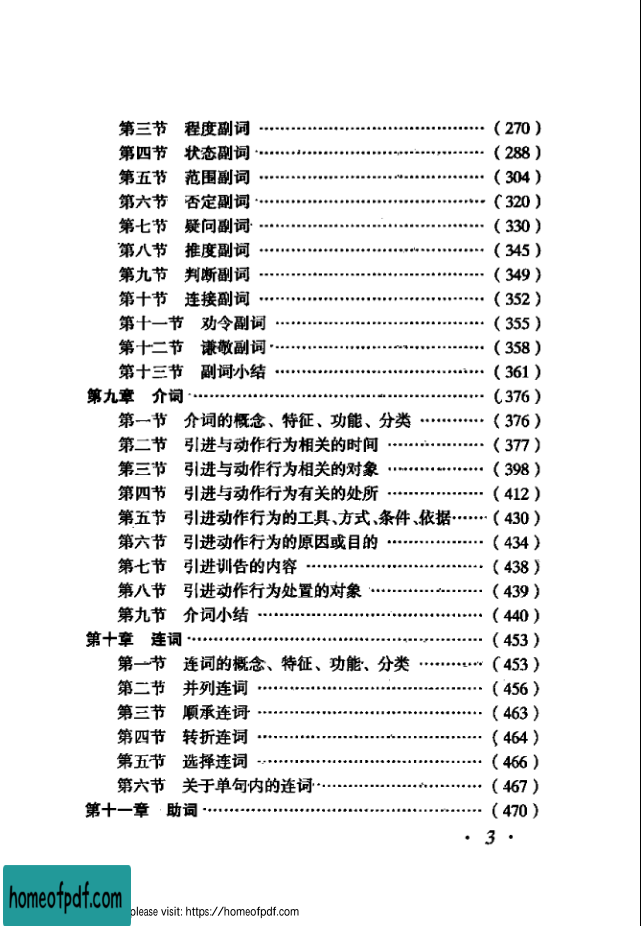 第三节 程度副词 ……………………………………（270）
第四节 状态副词 ……………………………………（288）
第五节 范围副词 ……………………………………（304）
第六节 否定副词 ……………………………………（320）
第七节 疑问副词 ……………………………………（330）
第八节 推度副词 ……………………………………（345）
第九节 判断副词 ……………………………………（349）
第十节 连接副词 ……………………………………（352）
第十一节 劝令副词 …………………………………（355）
第十二节 谦敬副词 …………………………………（358）
第十三节 副词小结 …………………………………（361）
第九章 介词 ……………………………………………（376）
第一节 介词的概念、特征、功能、分类 …………（376）
第二节 引进与动作行为相关的时间 ………………（377）
第三节 引进与动作行为相关的对象 ………………（398）
第四节 引进与动作行为有关的处所 ………………（412）
第五节 引进动作行为的工具、方式、条件、依据……（430）
第六节 引进动作行为的原因或目的 ………………（434）
第七节 引进训告的内容 ……………………………（438）
第八节 引进动作行为处置的对象 …………………（439）
第九节 介词小结 ……………………………………（440）
第十章 连词 ……………………………………………（453）
第一节 连词的概念、特征、功能、分类 …………（453）
第二节 并列连词 ……………………………………（456）
第三节 顺承连词 ……………………………………（463）
第四节 转折连词 ……………………………………（464）
第五节 选择连词 ……………………………………（466）
第六节 关于单句内的连词 …………………………（467）
第十一章 助词 …………………………………………（470）
· 3 ·
homeofpdf.com
please visit: https://homeofpdf.com